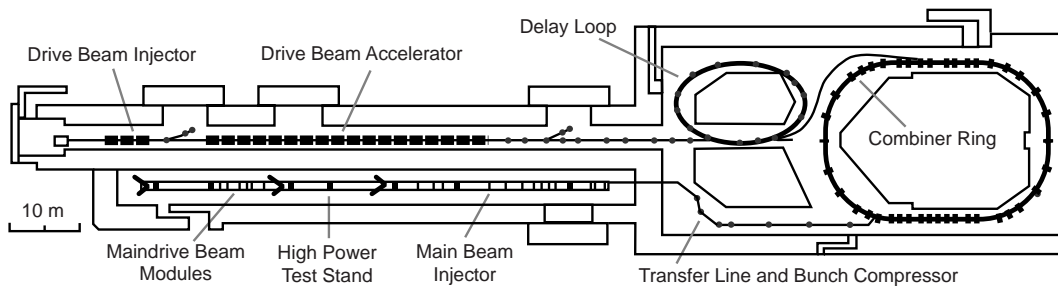 Drive Beam Injector
Drive Beam Accelerator
Delay Loop
Combiner Ring
10 m
Maindrive Beam
Modules
High Power
Test Stand
Main Beam
Injector
Transfer Line and Bunch Compressor